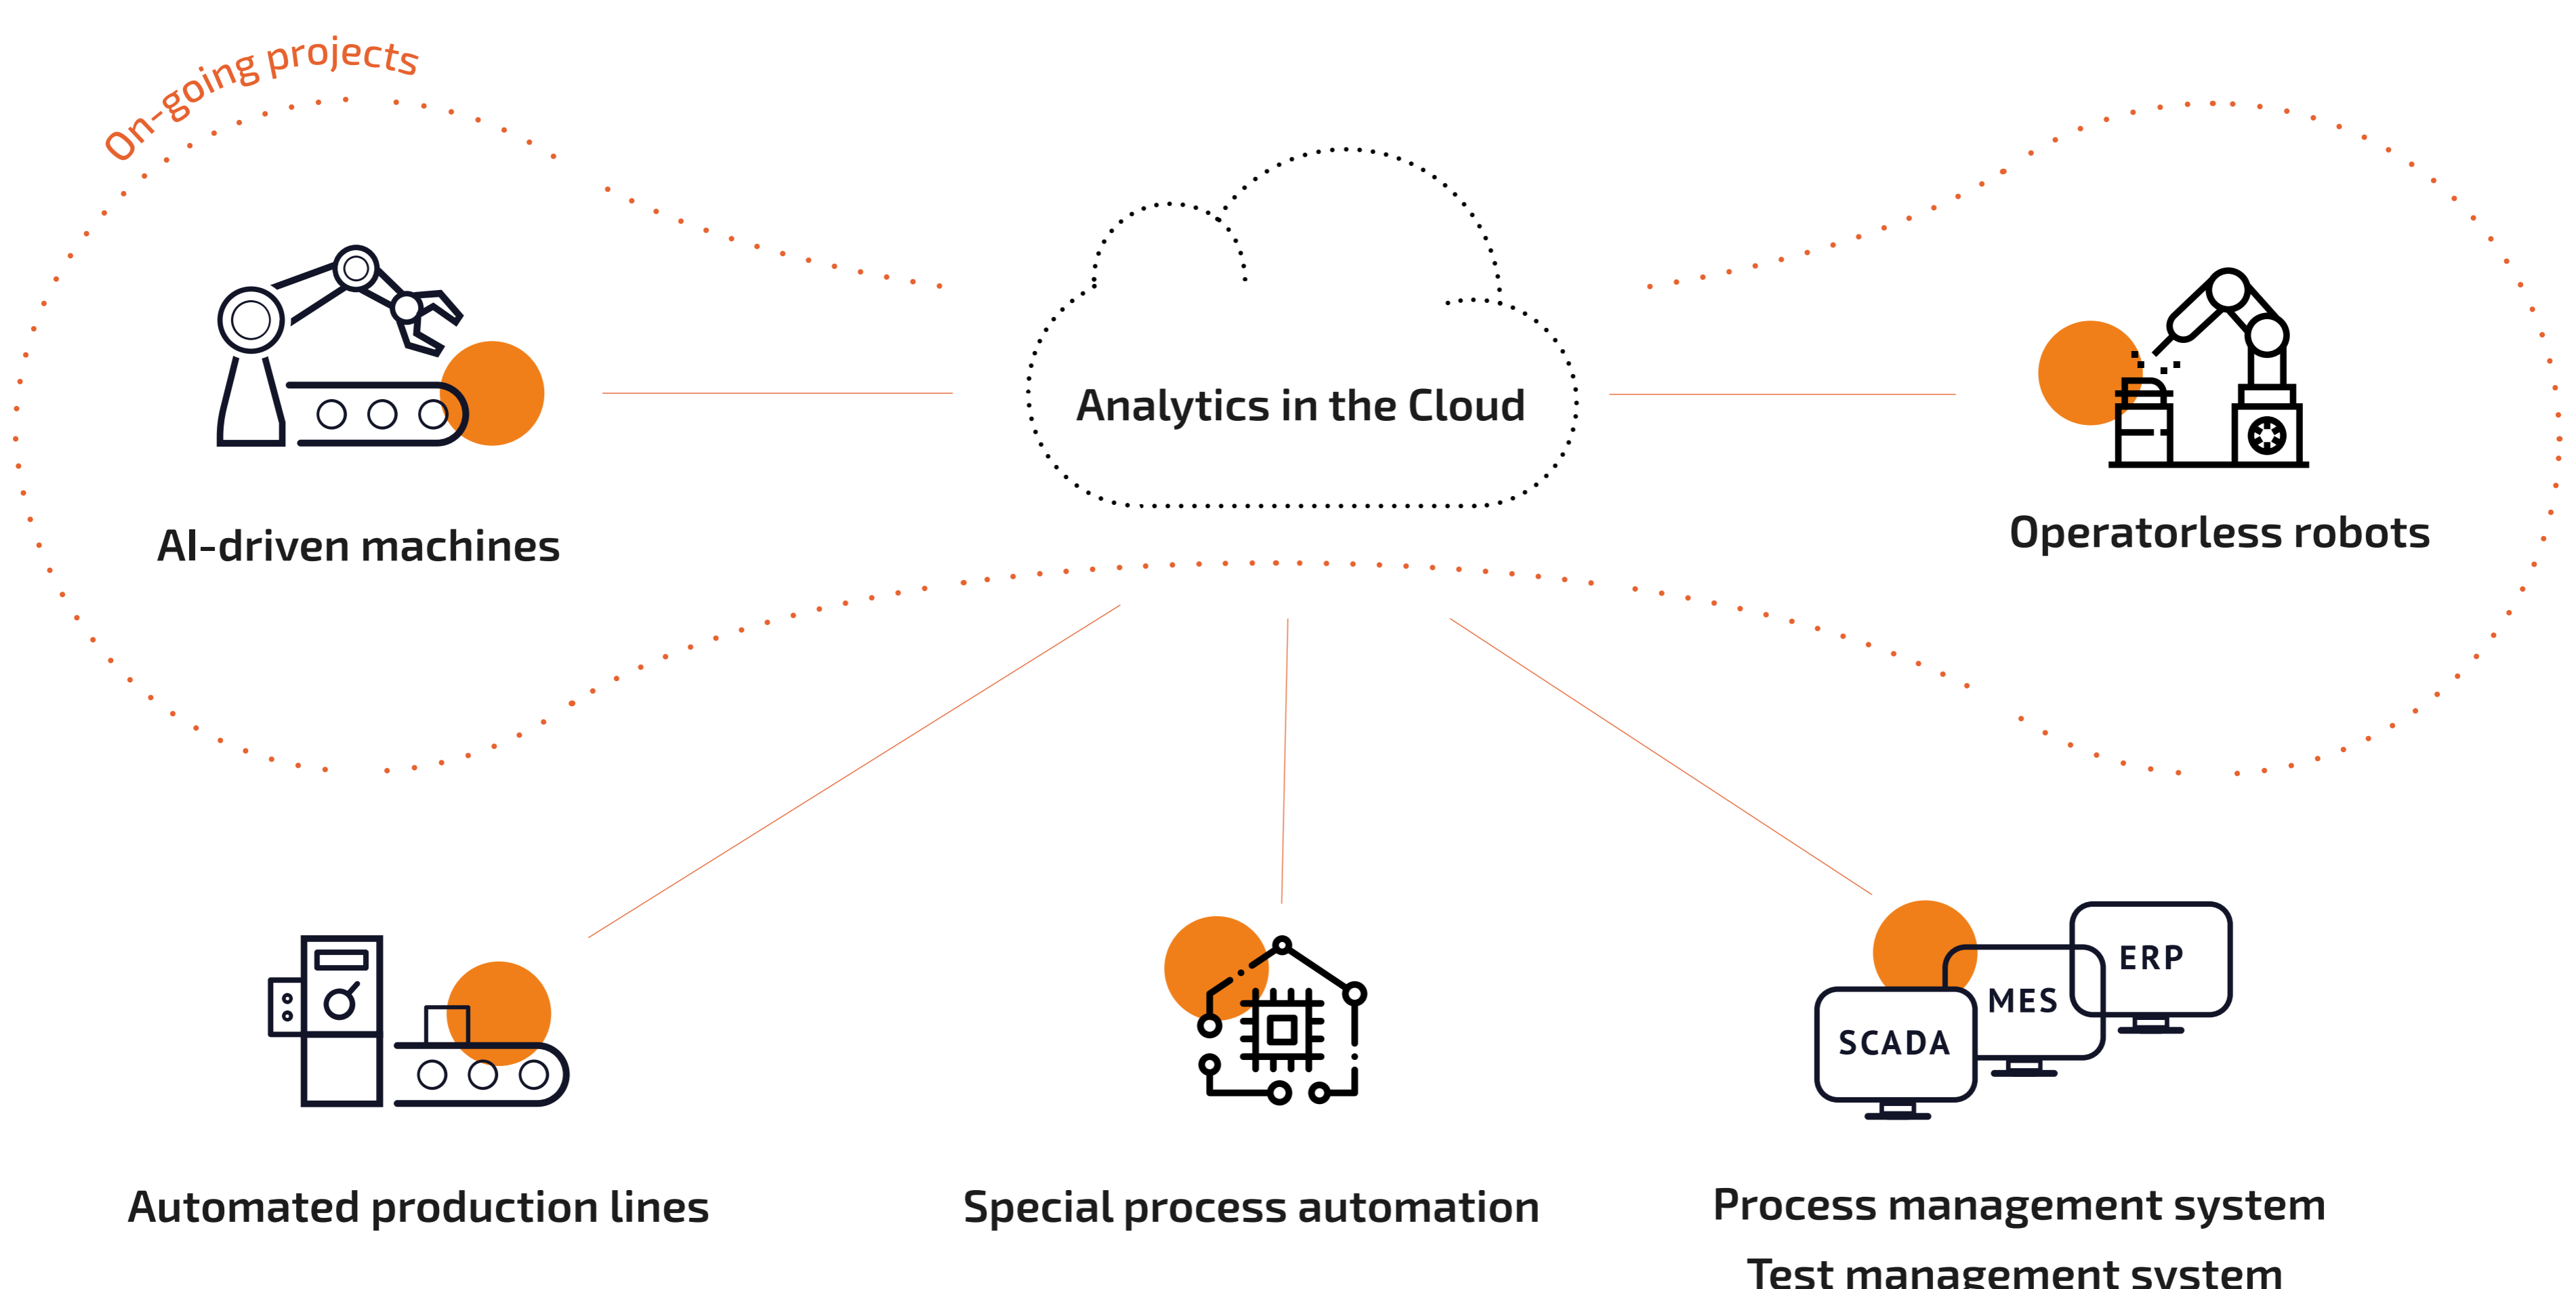 On-going projects
Analytics in the Cloud
AI-driven machines
Operatorless robots
ERP
MES
SCADA
Automated production lines
Special process automation
Process management system
Test management system